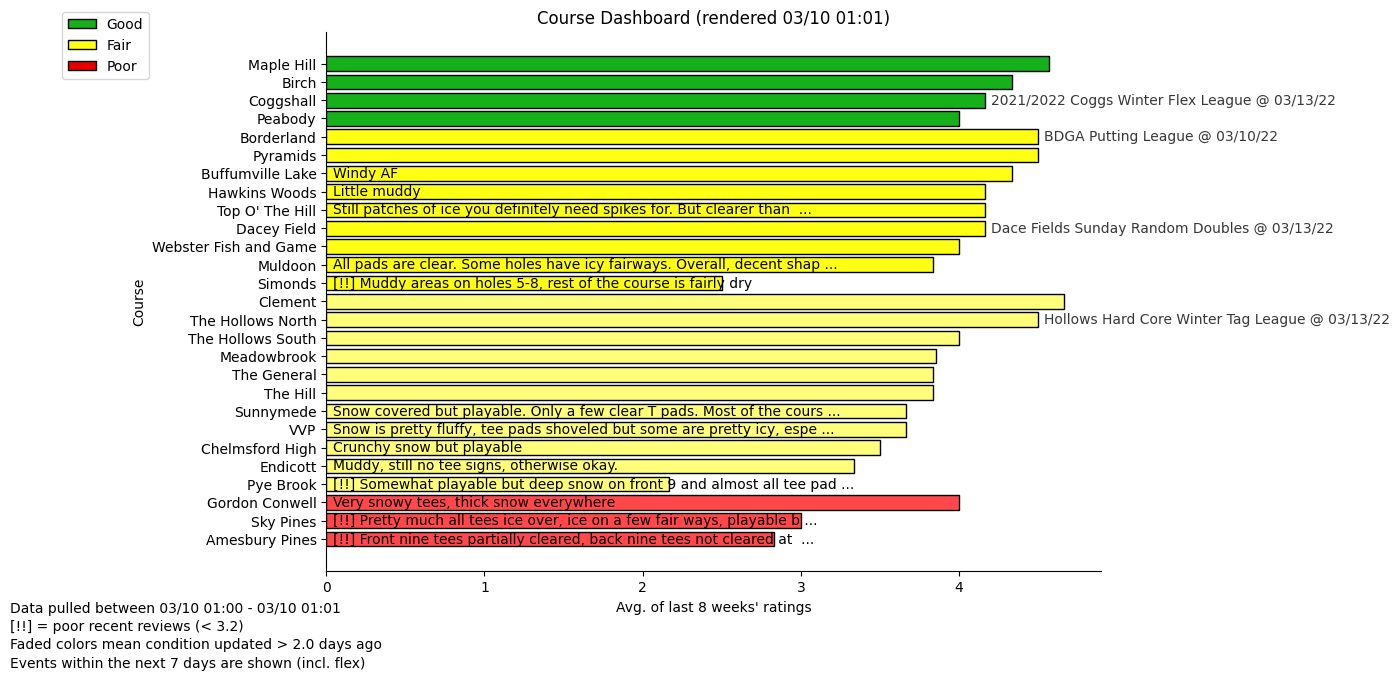 Course Dashboard (rendered 03/10 01:01)
Good
Fair
Poor
Maple Hill
Birch
Coggshall 2021/2022 Coggs Winter Flex League @ 03/13/22
Peabody
Borderland BDGA Putting League @ 03/10/22
Pyramids
Buffumville Lake Windy AF
Hawkins Woods Little muddy
Top O' The Hill Still patches of ice you definitely need spikes for. But clearer than  ...
Dacey Field Dace Fields Sunday Random Doubles @ 03/13/22
Webster Fish and Game
Muldoon All pads are clear. Some holes have icy fairways. Overall, decent shap ...
Simonds [!!] Muddy areas on holes 5-8, rest of the course is fairly dry
Clement
The Hollows North Hollows Hard Core Winter Tag League @ 03/13/22
The Hollows South
Meadowbrook
The General
The Hill
Sunnymede Snow covered but playable. Only a few clear T pads. Most of the cours ...
VVP Snow is pretty fluffy, tee pads shoveled but some are pretty icy, espe ...
Chelmsford High Crunchy snow but playable
Endicott Muddy, still no tee signs, otherwise okay.
Pye Brook [!!] Somewhat playable but deep snow on front 9 and almost all tee pad ...
Gordon Conwell Very snowy tees, thick snow everywhere
Sky Pines [!!] Pretty much all tees ice over, ice on a few fair ways, playable b ...
Amesbury Pines [!!] Front nine tees partially cleared, back nine tees not cleared at  ...
Course
0 1 2 3 4
Avg. of last 8 weeks' ratings
Data pulled between 03/10 01:00 - 03/10 01:01
[!!] = poor recent reviews (< 3.2)
Faded colors mean condition updated > 2.0 days ago
Events within the next 7 days are shown (incl. flex)